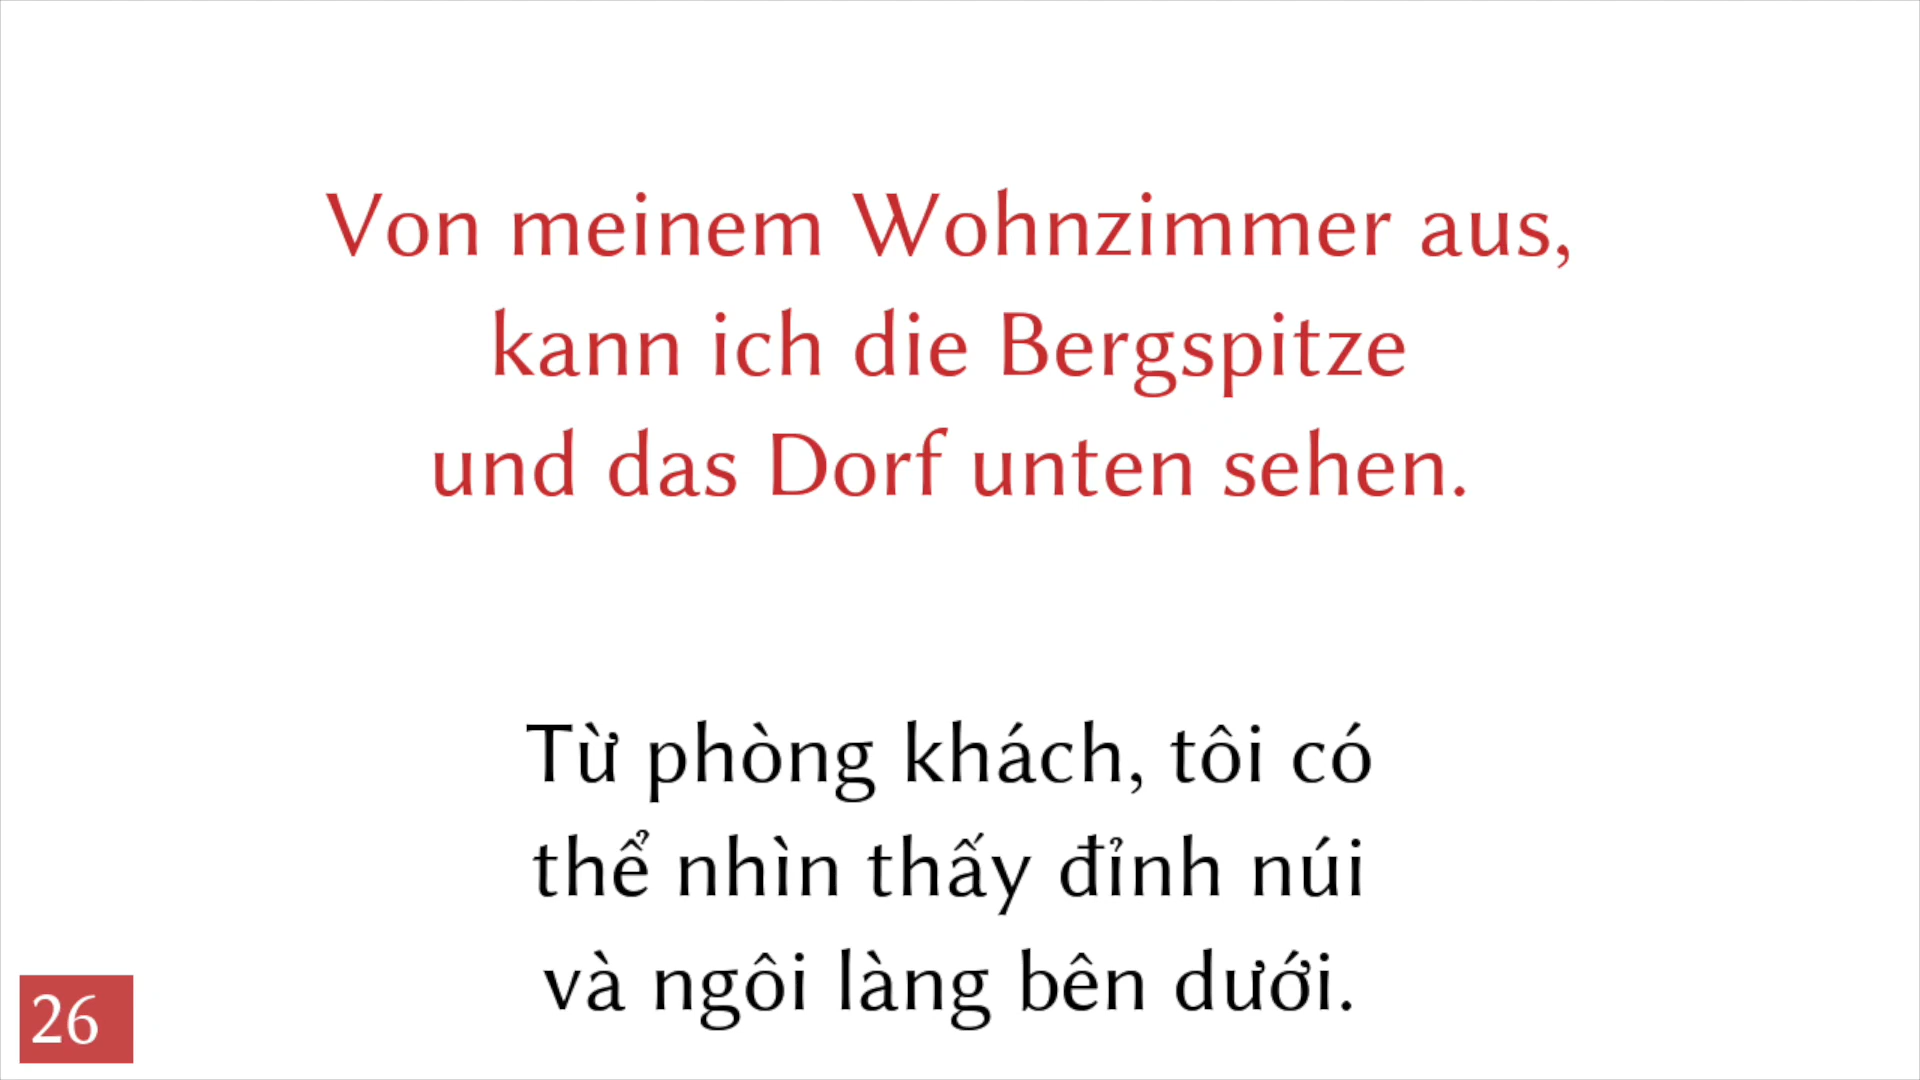 Von meinem Wohnzimmer aus,
kann ich die Bergspitze
und das Dorf unten sehen.
Từ phòng khách, tôi có
thể nhìn thấy đỉnh núi
và ngôi làng bên dưới.
26